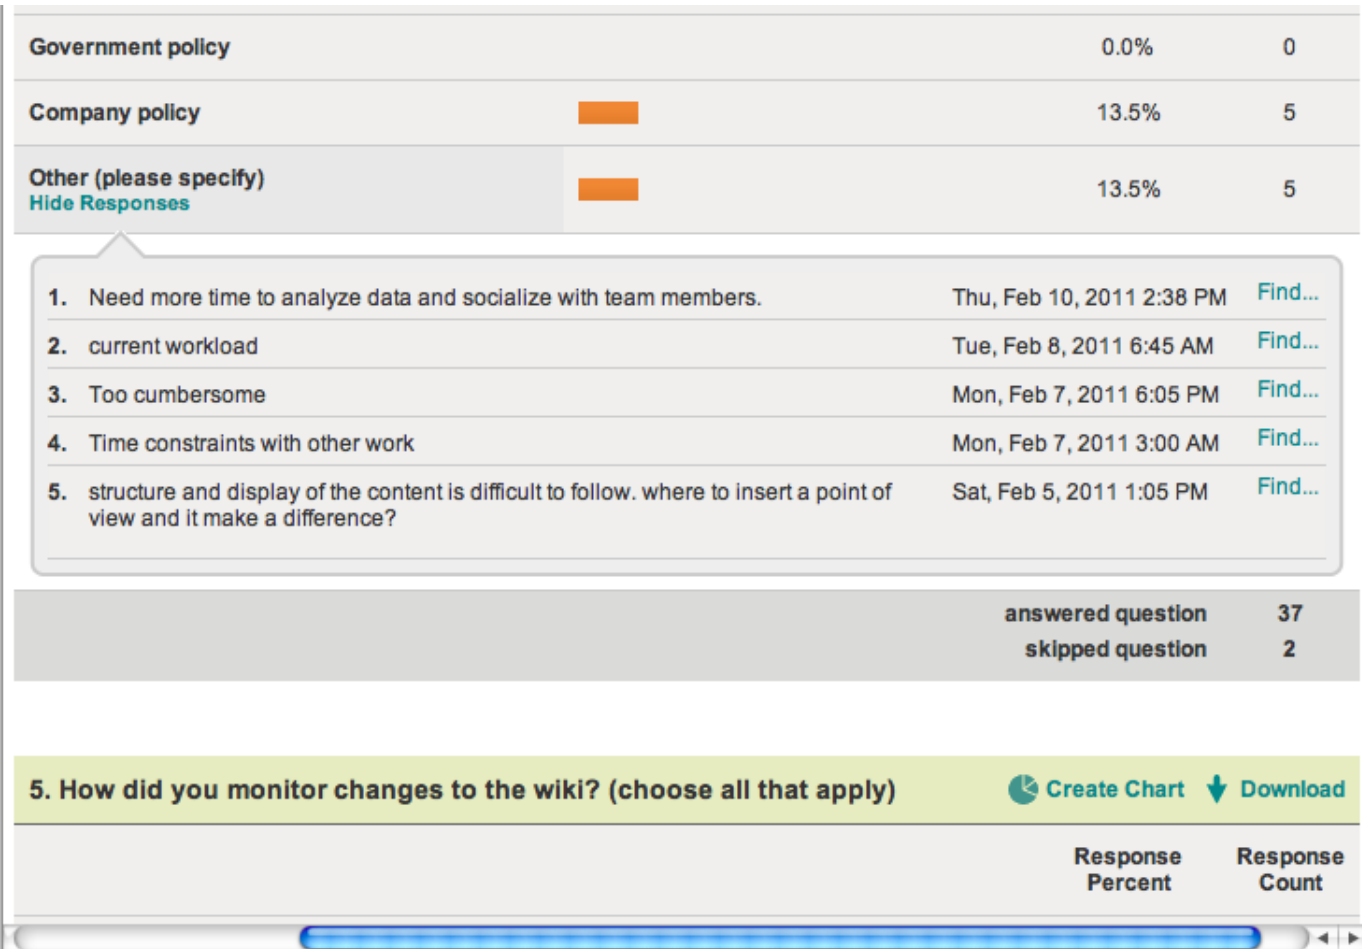 Government policy 0.0% 0
Company policy 13.5% 5
Other (please specify) 13.5% 5
Hide Responses
1. Need more time to analyze data and socialize with team members. Thu, Feb 10, 2011 2:38 PM Find...
2. current workload Tue, Feb 8, 2011 6:45 AM Find...
3. Too cumbersome Mon, Feb 7, 2011 6:05 PM Find...
4. Time constraints with other work Mon, Feb 7, 2011 3:00 AM Find...
5. structure and display of the content is difficult to follow. where to insert a point of Sat, Feb 5, 2011 1:05 PM Find...
view and it make a difference?
answered question 37
skipped question 2
5. How did you monitor changes to the wiki? (choose all that apply) Create Chart Download
Response Response
Percent Count